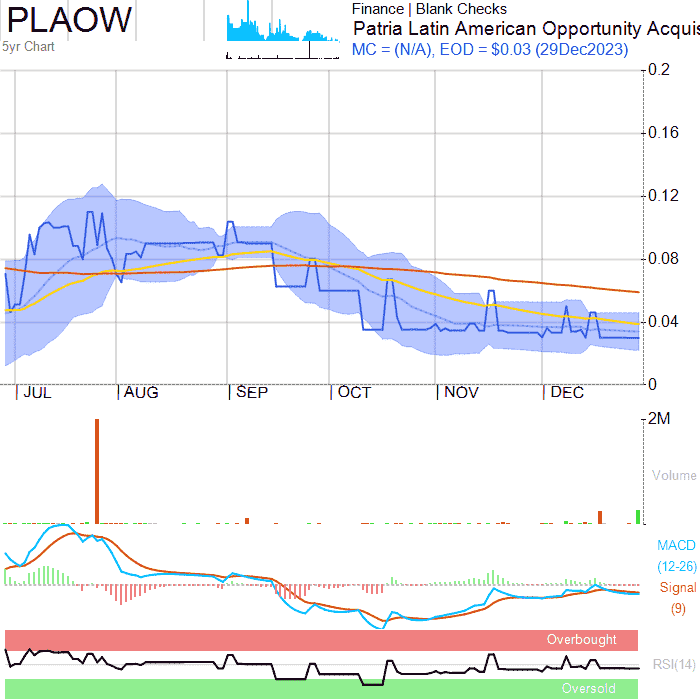 PLAOW
5yr Chart
Finance | Blank Checks
Patria Latin American Opportunity Acquis
MC = (N/A), EOD = $0.03 (29Dec2023)
0.2
0.16
0.12
0.08
0.04
0
JUL AUG SEP OCT NOV DEC
2M
Volume
MACD
(12-26)
Signal
(9)
Overbought
RSI(14)
Oversold